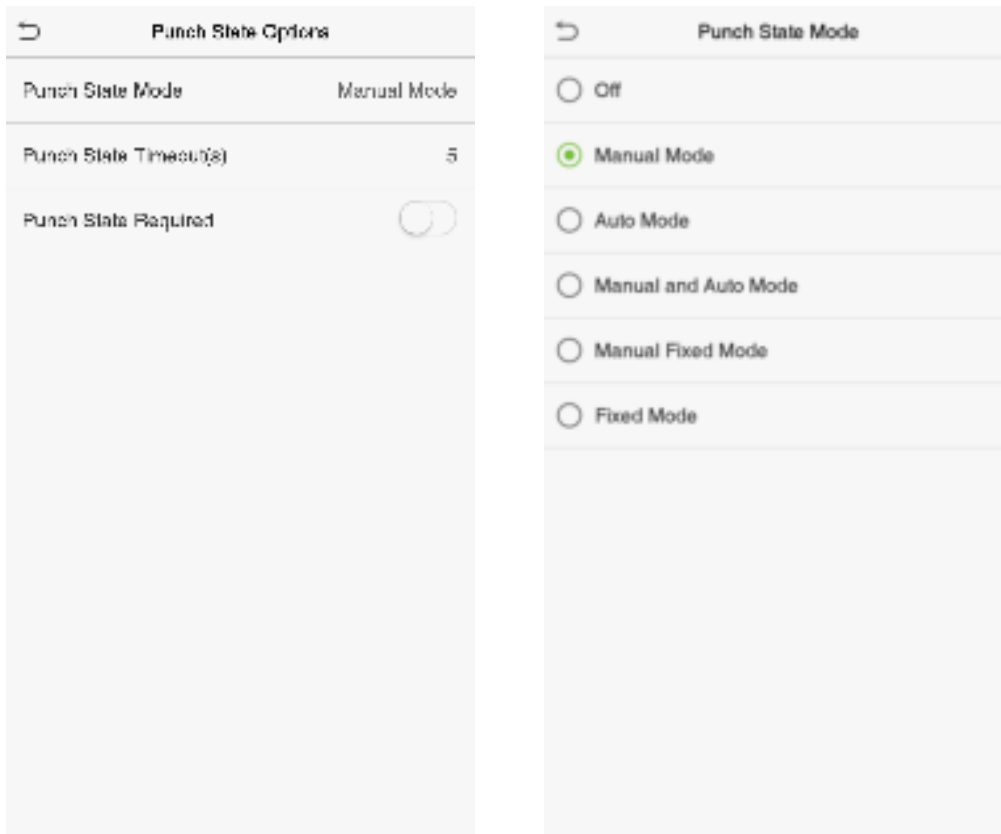 Punch State Options
Punch State Mode Manual Mode
Punch State Timeout(s) 5
Punch State Required
Punch State Mode
Off
Manual Mode
Auto Mode
Manual and Auto Mode
Manual Fixed Mode
Fixed Mode